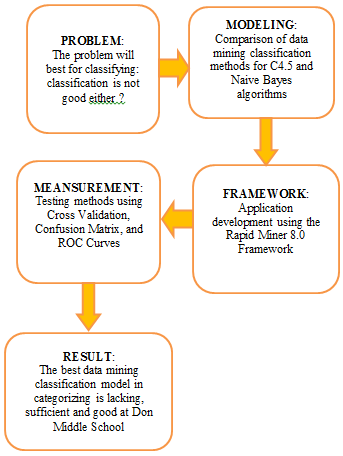 PROBLEM:
The problem will
best for classifying:
classification is not
good either ?
MODELING:
Comparison of data
mining classification
methods for C4.5 and
Naive Bayes
algorithms
FRAMEWORK:
Application
development using the
Rapid Miner 8.0
Framework
MEANSUREMENT:
Testing methods using
Cross Validation,
Confusion Matrix, and
ROC Curves
RESULT:
The best data mining
classification model in
categorizing is lacking,
sufficient and good at Don
Middle School